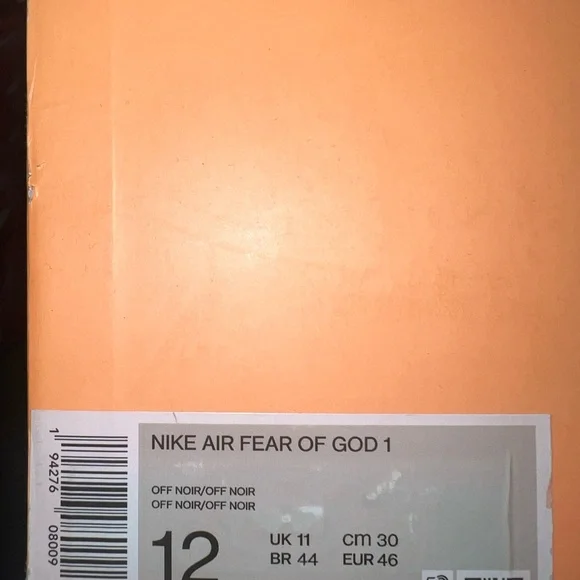 NIKE AIR FEAR OF GOD 1
OFF NOIR/OFF NOIR
OFF NOIR/OFF NOIR
12
UK 11 cm 30
BR 44 EUR 46
1 94276 08009